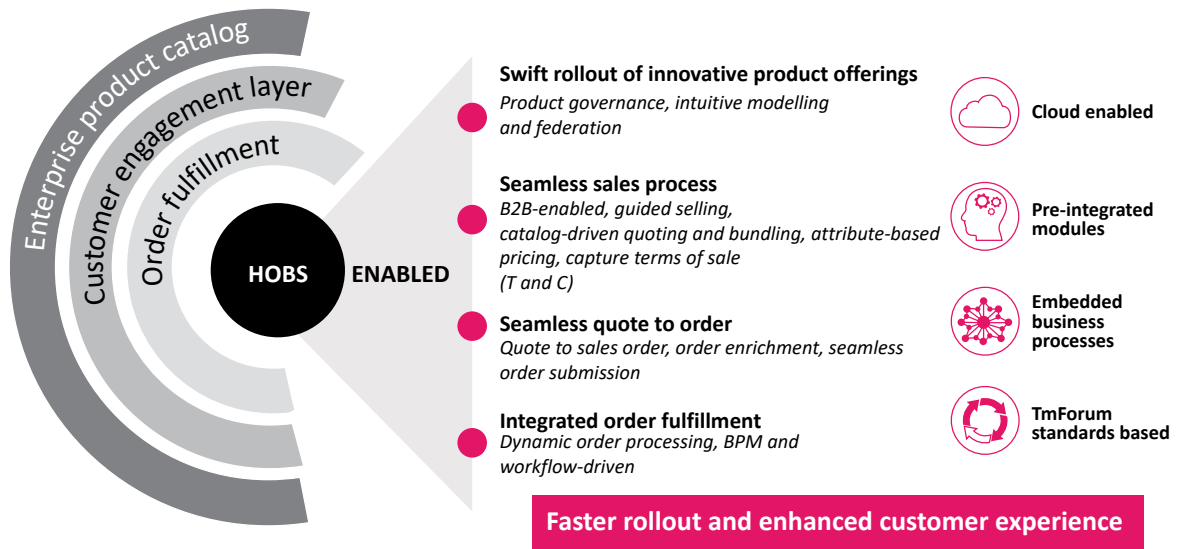 Enterprise product catalog
Customer engagement layer
Order fulfillment
HOBS
ENABLED
Swift rollout of innovative product offerings
Product governance, intuitive modelling
and federation
Seamless sales process
B2B-enabled, guided selling,
catalog-driven quoting and bundling, attribute-based
pricing, capture terms of sale
(T and C)
Seamless quote to order
Quote to sales order, order enrichment, seamless
order submission
Integrated order fulfillment
Dynamic order processing, BPM and
workflow-driven
Cloud enabled
Pre-integrated
modules
Embedded
business
processes
TmForum
standards based
Faster rollout and enhanced customer experience